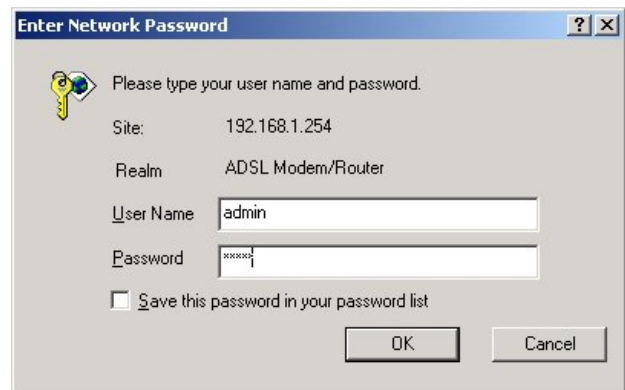 Enter Network Password
Please type your user name and password.
Site: 192.168.1.254
Realm ADSL Modem/Router
User Name admin
Password *****
Save this password in your password list
OK Cancel